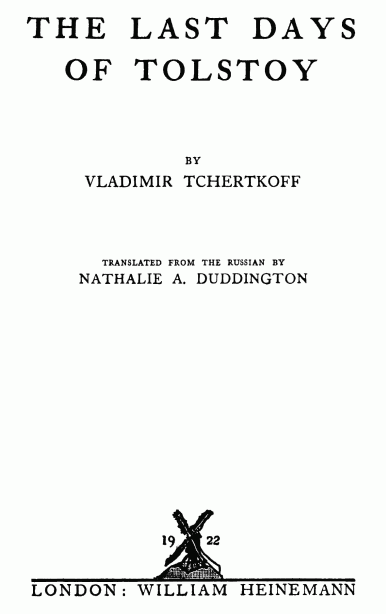 THE LAST DAYS
OF TOLSTOY
BY
VLADIMIR TCHERTKOFF
TRANSLATED FROM THE RUSSIAN BY
NATHALIE A. DUDDINGTON
19 22
LONDON: WILLIAM HEINEMANN